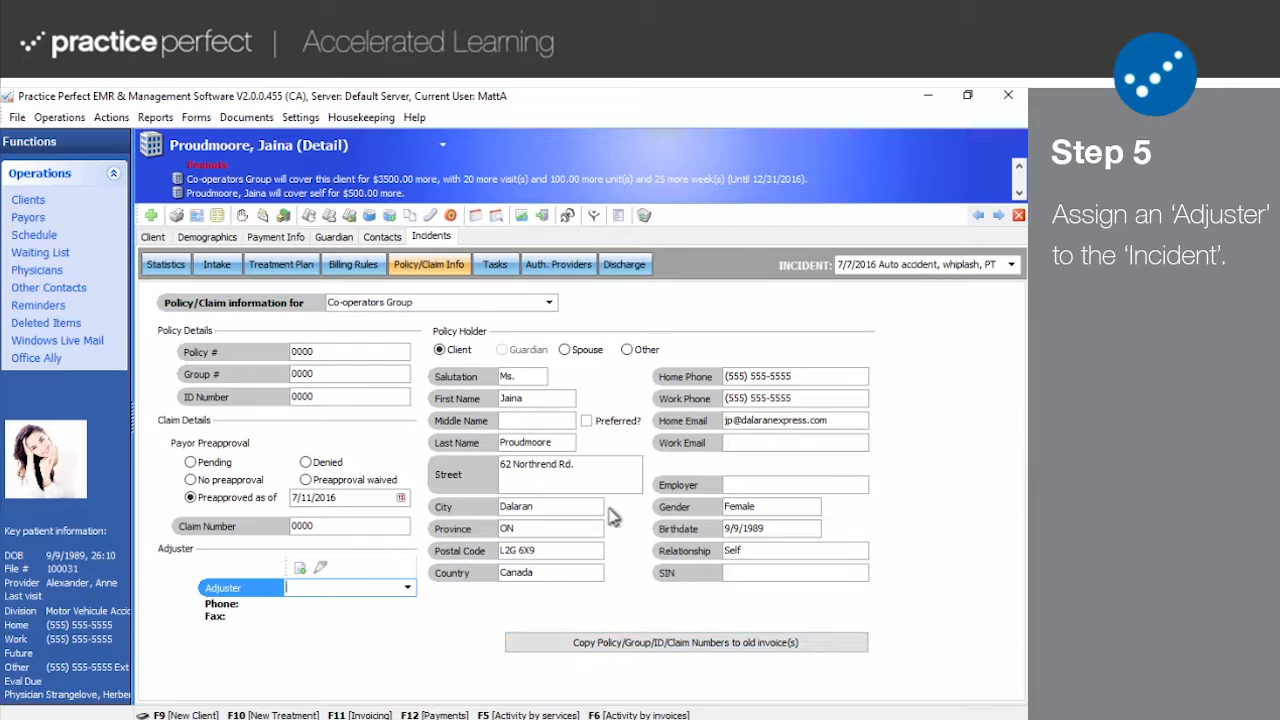 practiceperfect | Accelerated Learning
Practice Perfect EMR & Management Software V2.0.0.455 (CA), Server: Default Server, Current User: MattA
File Operations Actions Reports Forms Documents Settings Housekeeping Help
Functions
Operations
Clients
Payors
Schedule
Waiting List
Physicians
Other Contacts
Reminders
Deleted Items
Windows Live Mail
Office Ally
Key patient information:
DOB 9/9/1989, 26:10
File # 100031
Provider Alexander, Anne
Last visit
Division Motor Vehicule Acci
Home (555) 555-5555
Work (555) 555-5555
Future
Other (555) 555-5555 Ext
Eval Due
Physician Strangelove, Herber
Proudmoore, Jaina (Detail)
Peanuts
Co-operators Group will cover this client for $3500.00 more, with 20 more visit(s) and 100.00 more unit(s) and 25 more week(s) (Until 12/31/2016).
Proudmoore, Jaina will cover self for $500.00 more.
Client Demographics Payment Info Guardian Contacts Incidents
Statistics Intake Treatment Plan Billing Rules Policy/Claim Info Tasks Auth. Providers Discharge INCIDENT: 7/7/2016 Auto accident, whiplash, PT
Policy/Claim information for Co-operators Group
Policy Details
Policy # 0000
Group # 0000
ID Number 0000
Claim Details
Payor Preapproval
Pending Denied
No preapproval Preapproval waived
Preapproved as of 7/11/2016
Claim Number 0000
Adjuster
Adjuster
Phone:
Fax:
Policy Holder
Client Guardian Spouse Other
Salutation Ms.
First Name Jaina
Middle Name Preferred?
Last Name Proudmoore
Street 62 Northrend Rd.
City Dalaran
Province ON
Postal Code L2G 6X9
Country Canada
Home Phone (555) 555-5555
Work Phone (555) 555-5555
Home Email jp@dalaranexpress.com
Work Email
Employer
Gender Female
Birthdate 9/9/1989
Relationship Self
SIN
Copy Policy/Group/ID/Claim Numbers to old invoice(s)
F9 [New Client] F10 [New Treatment] F11 [Invoicing] F12 [Payments] F5 [Activity by services] F6 [Activity by invoices]
Step 5
Assign an ‘Adjuster’
to the ‘Incident’.